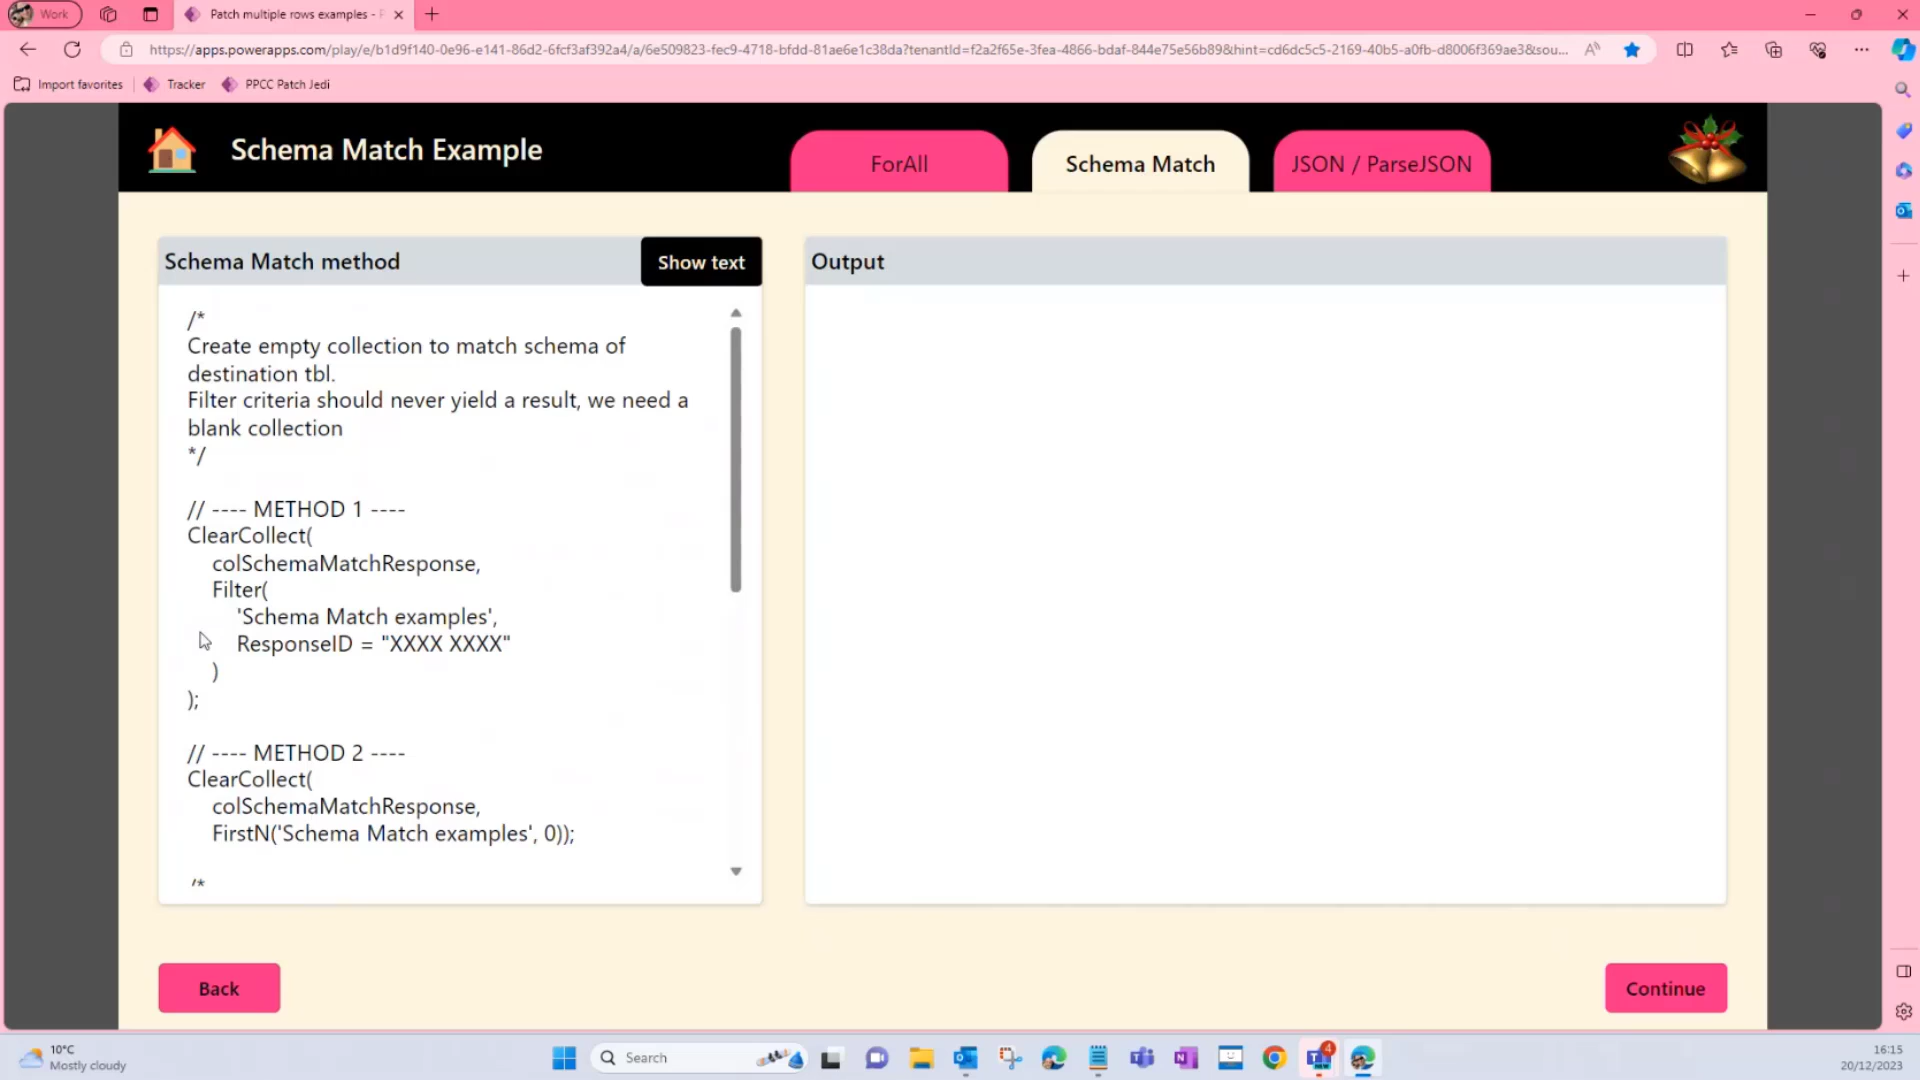 Work
Patch multiple rows examples - P
https://apps.powerapps.com/play/e/b1d9f140-0e96-e141-86d2-6fcf3af392a4/a/6e509823-fec9-4718-bfdd-81ae6e1c38da?tenantId=f2a2f65e-3fea-4866-bdaf-844e75e56b89&hint=cd6dc5c5-2169-40b5-a0fb-d8006f369ae3&sou...
Import favorites
Tracker
PPCC Patch Jedi
Schema Match Example
ForAll
Schema Match
JSON / ParseJSON
Schema Match method
Show text
Output
/*
Create empty collection to match schema of
destination tbl.
Filter criteria should never yield a result, we need a
blank collection
*/
// ---- METHOD 1 ----
ClearCollect(
colSchemaMatchResponse,
Filter(
'Schema Match examples',
ResponseID = "XXXX XXXX"
)
);
// ---- METHOD 2 ----
ClearCollect(
colSchemaMatchResponse,
FirstN('Schema Match examples', 0));
/*
Back
Continue
10°C
Mostly cloudy
Search
4
16:15
20/12/2023